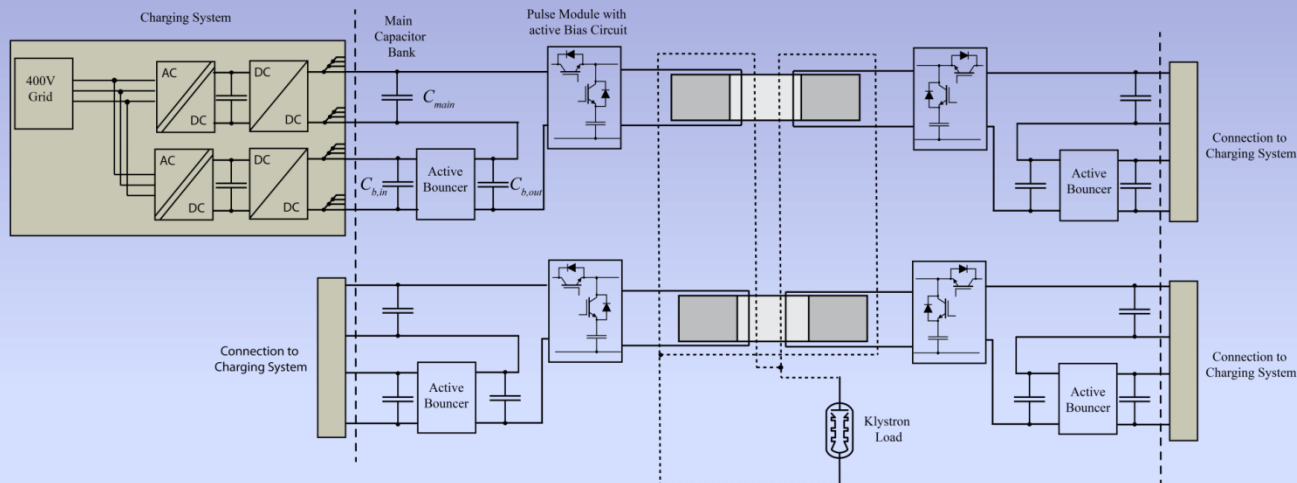 Charging System
Main
Capacitor
Bank
Pulse Module with
active Bias Circuit
400V
Grid
AC
DC
DC
DC
C_main
Connection to
Charging System
AC
DC
DC
DC
C_b,in
Active
Bouncer
C_b,out
Active
Bouncer
Connection to
Charging System
Active
Bouncer
Klystron
Load
Active
Bouncer
Connection to
Charging System